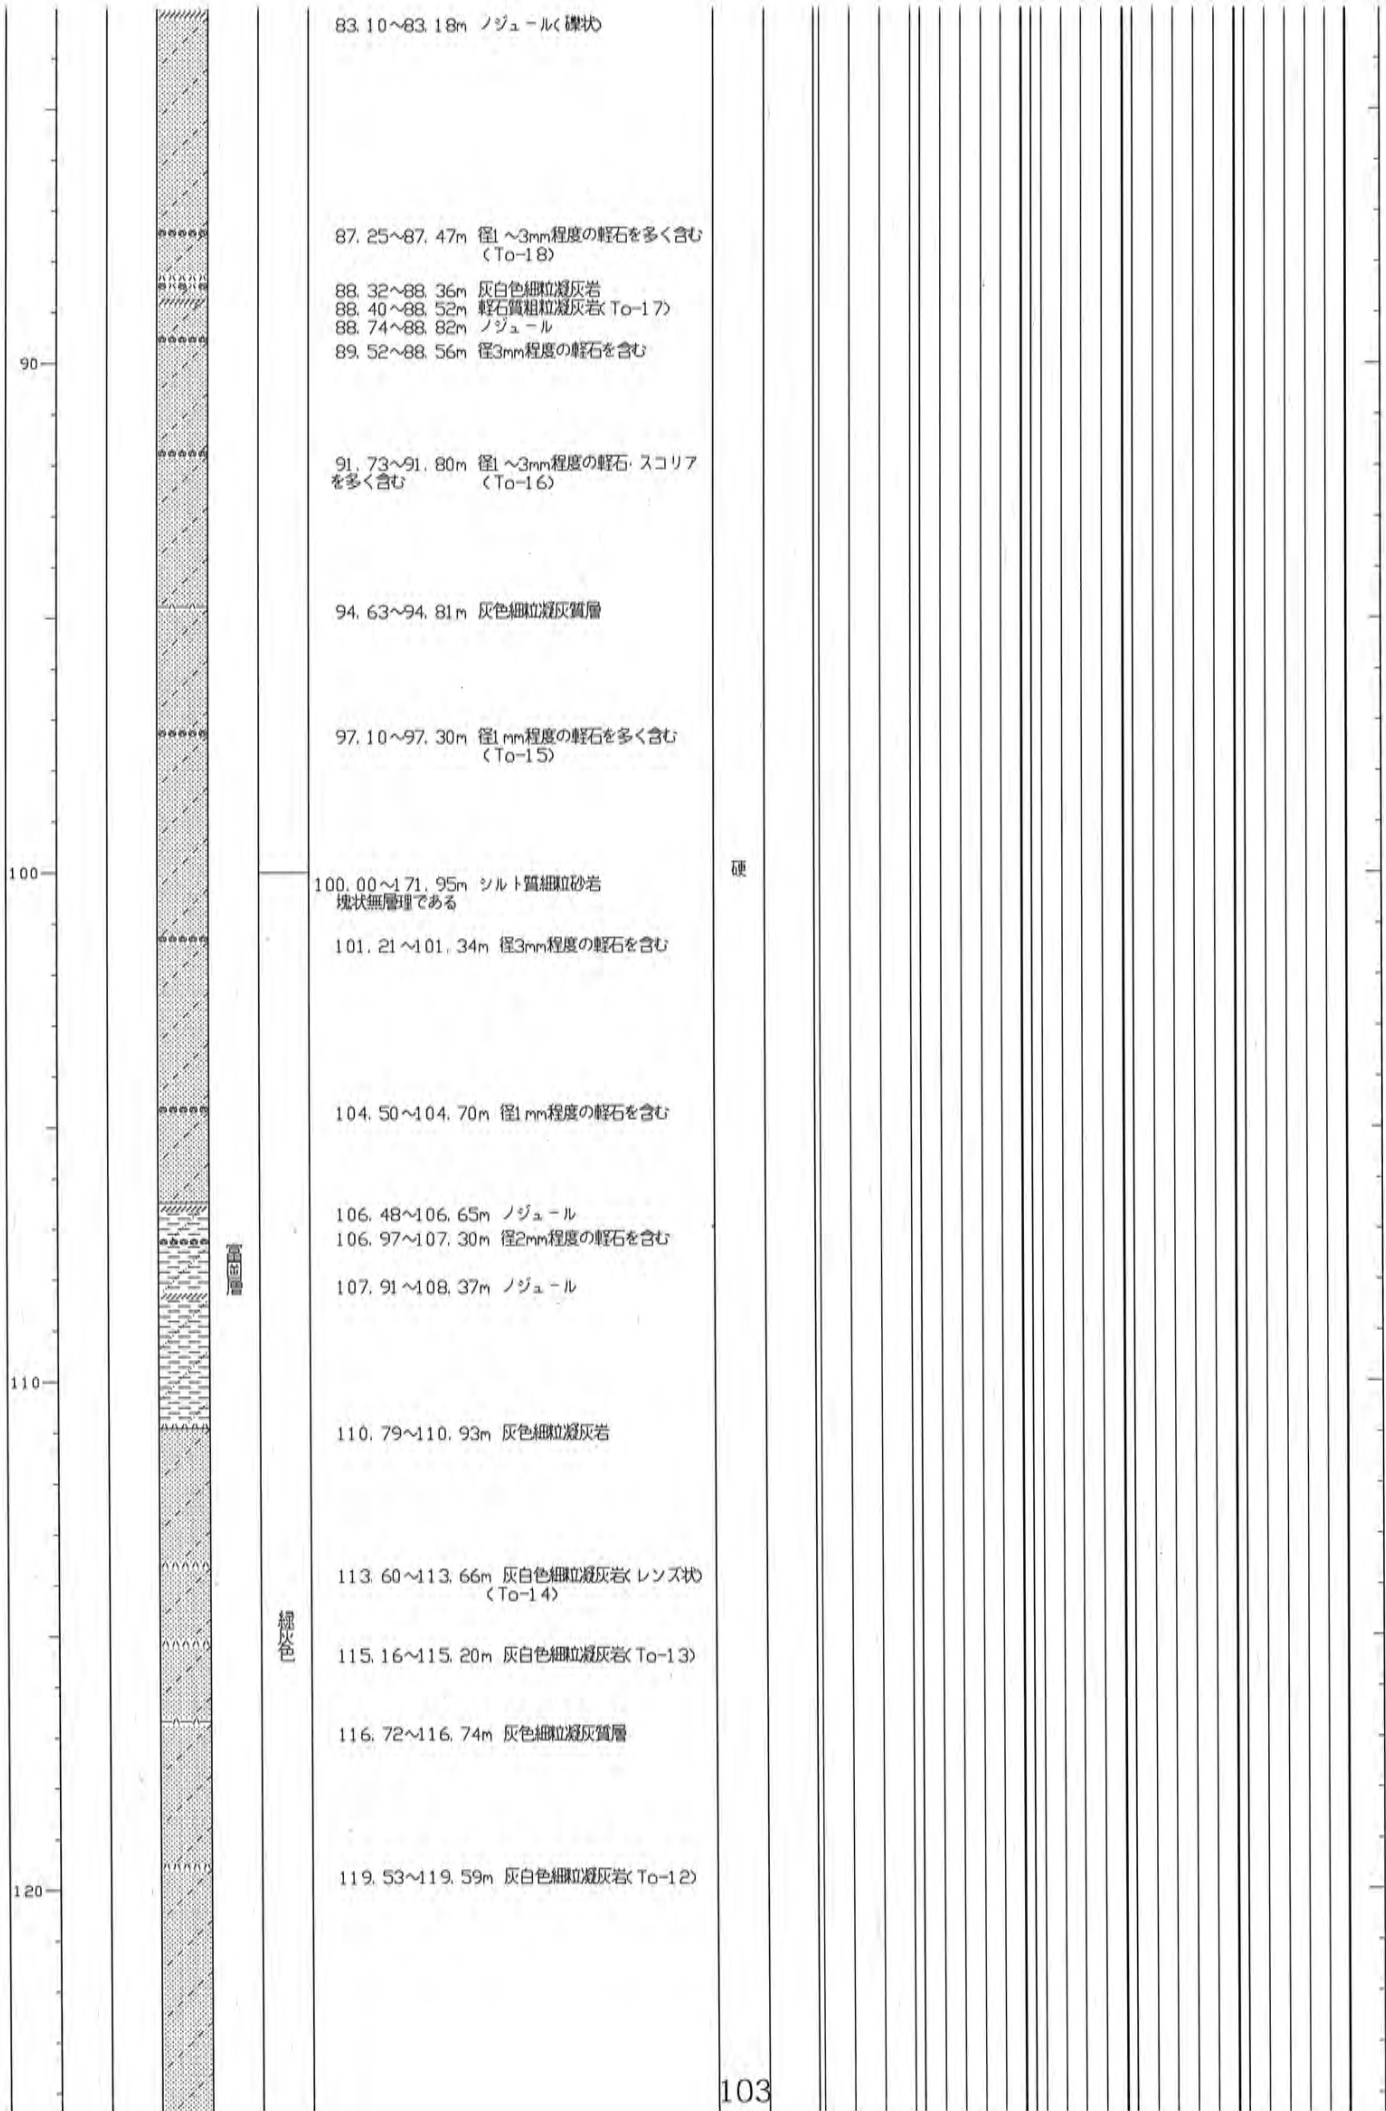 83.10～83.18m ノジュール(礫状)
87.25～87.47m 径1～3mm程度の軽石を多く含む
(To-18)
88.32～88.36m 灰白色細粒凝灰岩
88.40～88.52m 軽石質粗粒凝灰岩(To-17)
88.74～88.82m ノジュール
89.52～88.56m 径3mm程度の軽石を含む
90
91.73～91.80m 径1～3mm程度の軽石・スコリア
を多く含む (To-16)
94.63～94.81m 灰色細粒凝灰質層
97.10～97.30m 径1mm程度の軽石を多く含む
(To-15)
100
硬
100.00～171.95m シルト質細粒砂岩
塊状無層理である
101.21～101.34m 径3mm程度の軽石を含む
104.50～104.70m 径1mm程度の軽石を含む
106.48～106.65m ノジュール
106.97～107.30m 径2mm程度の軽石を含む
富岡層
107.91～108.37m ノジュール
110
110.79～110.93m 灰色細粒凝灰岩
113.60～113.66m 灰白色細粒凝灰岩(レンズ状)
(To-14)
緑灰色
115.16～115.20m 灰白色細粒凝灰岩(To-13)
116.72～116.74m 灰色細粒凝灰質層
119.53～119.59m 灰白色細粒凝灰岩(To-12)
120
103